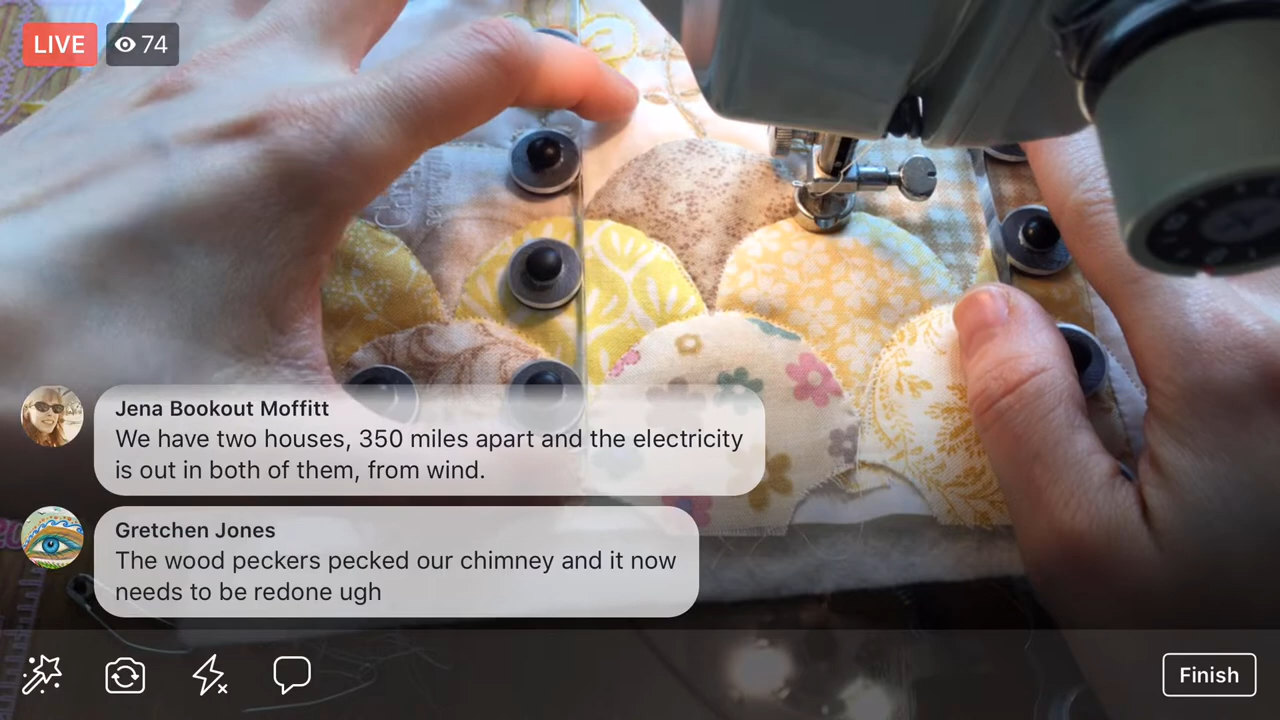 LIVE
74
Jena Bookout Moffitt
We have two houses, 350 miles apart and the electricity
is out in both of them, from wind.
Gretchen Jones
The wood peckers pecked our chimney and it now
needs to be redone ugh
Finish